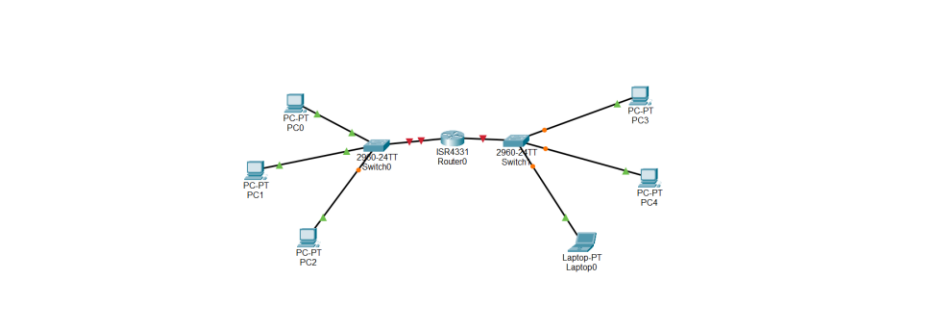 PC-PT
PC0
PC-PT
PC1
PC-PT
PC2
2960-24TT
Switch0
ISR4331
Router0
2960-24TT
Switch1
PC-PT
PC3
PC-PT
PC4
Laptop-PT
Laptop0